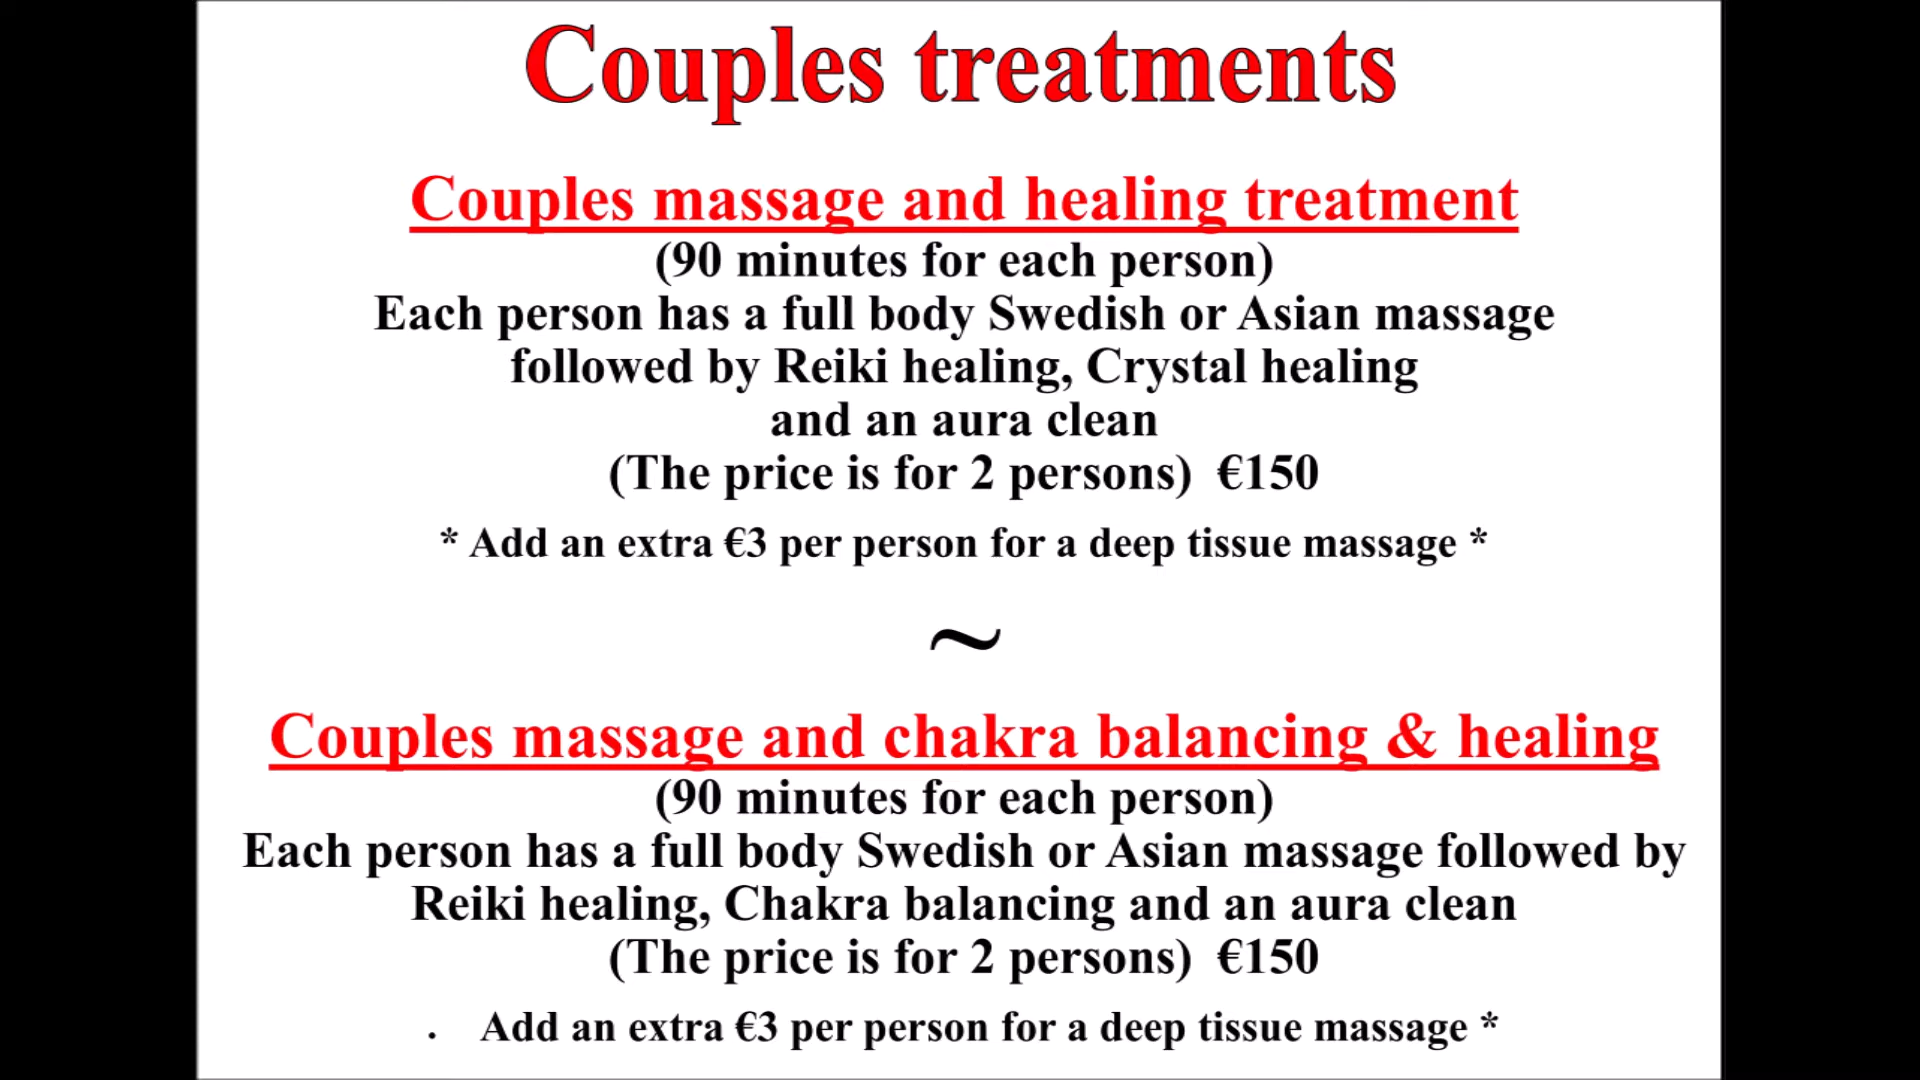 Couples treatments
Couples massage and healing treatment
(90 minutes for each person)
Each person has a full body Swedish or Asian massage
followed by Reiki healing, Crystal healing
and an aura clean
(The price is for 2 persons) €150
* Add an extra €3 per person for a deep tissue massage *
~
Couples massage and chakra balancing & healing
(90 minutes for each person)
Each person has a full body Swedish or Asian massage followed by
Reiki healing, Chakra balancing and an aura clean
(The price is for 2 persons) €150
• Add an extra €3 per person for a deep tissue massage *